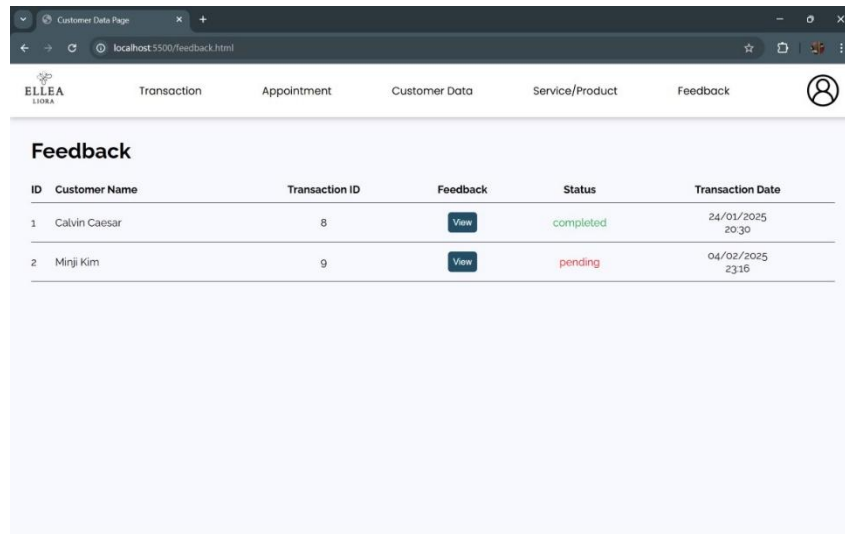 Customer Data Page
localhost:5500/feedback.html
ELLEA
LIORA
Transaction
Appointment
Customer Data
Service/Product
Feedback
Feedback
ID Customer Name Transaction ID Feedback Status Transaction Date
1 Calvin Caesar 8 View completed 24/01/2025
20:30
2 Minji Kim 9 View pending 04/02/2025
23:16